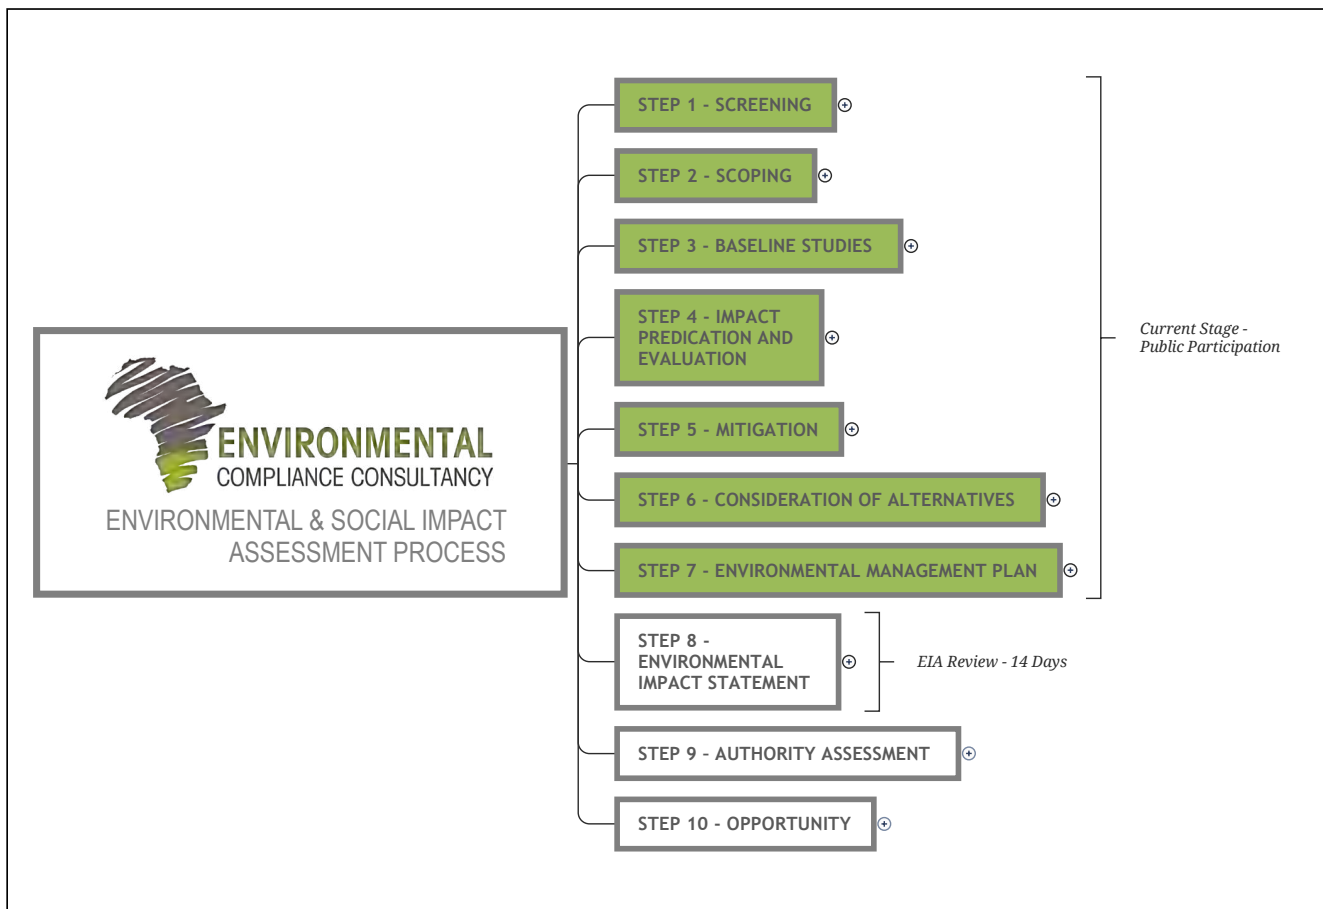 ENVIRONMENTAL
COMPLIANCE CONSULTANCY
ENVIRONMENTAL & SOCIAL IMPACT
ASSESSMENT PROCESS
STEP 1 - SCREENING
STEP 2 - SCOPING
STEP 3 - BASELINE STUDIES
STEP 4 - IMPACT
PREDICATION AND
EVALUATION
STEP 5 - MITIGATION
STEP 6 - CONSIDERATION OF ALTERNATIVES
STEP 7 - ENVIRONMENTAL MANAGEMENT PLAN
Current Stage -
Public Participation
STEP 8 -
ENVIRONMENTAL
IMPACT STATEMENT
EIA Review - 14 Days
STEP 9 - AUTHORITY ASSESSMENT
STEP 10 - OPPORTUNITY